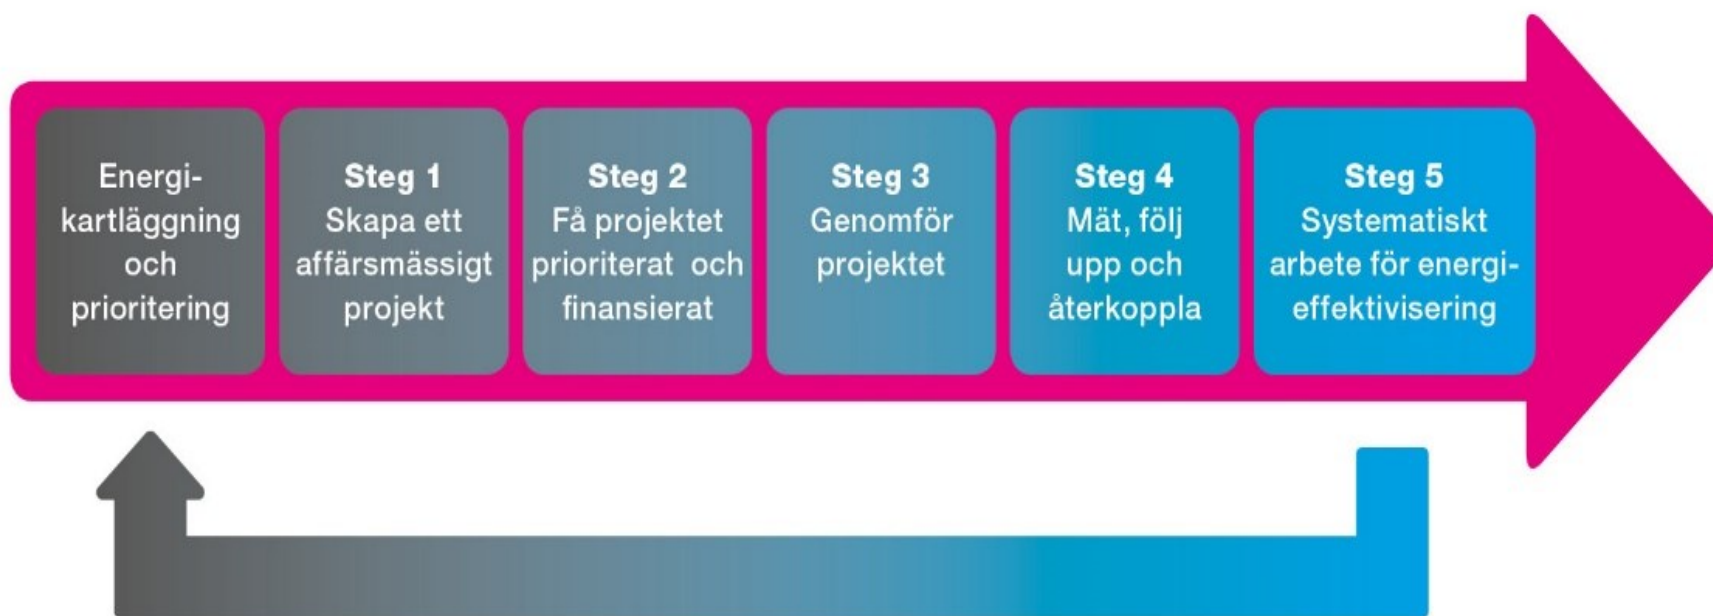 Energi-
kartläggning
och
prioritering
Steg 1
Skapa ett
affärsmässigt
projekt
Steg 2
Få projektet
prioriterat och
finansierat
Steg 3
Genomför
projektet
Steg 4
Mät, följ
upp och
återkoppla
Steg 5
Systematiskt
arbete för energi-
effektivisering